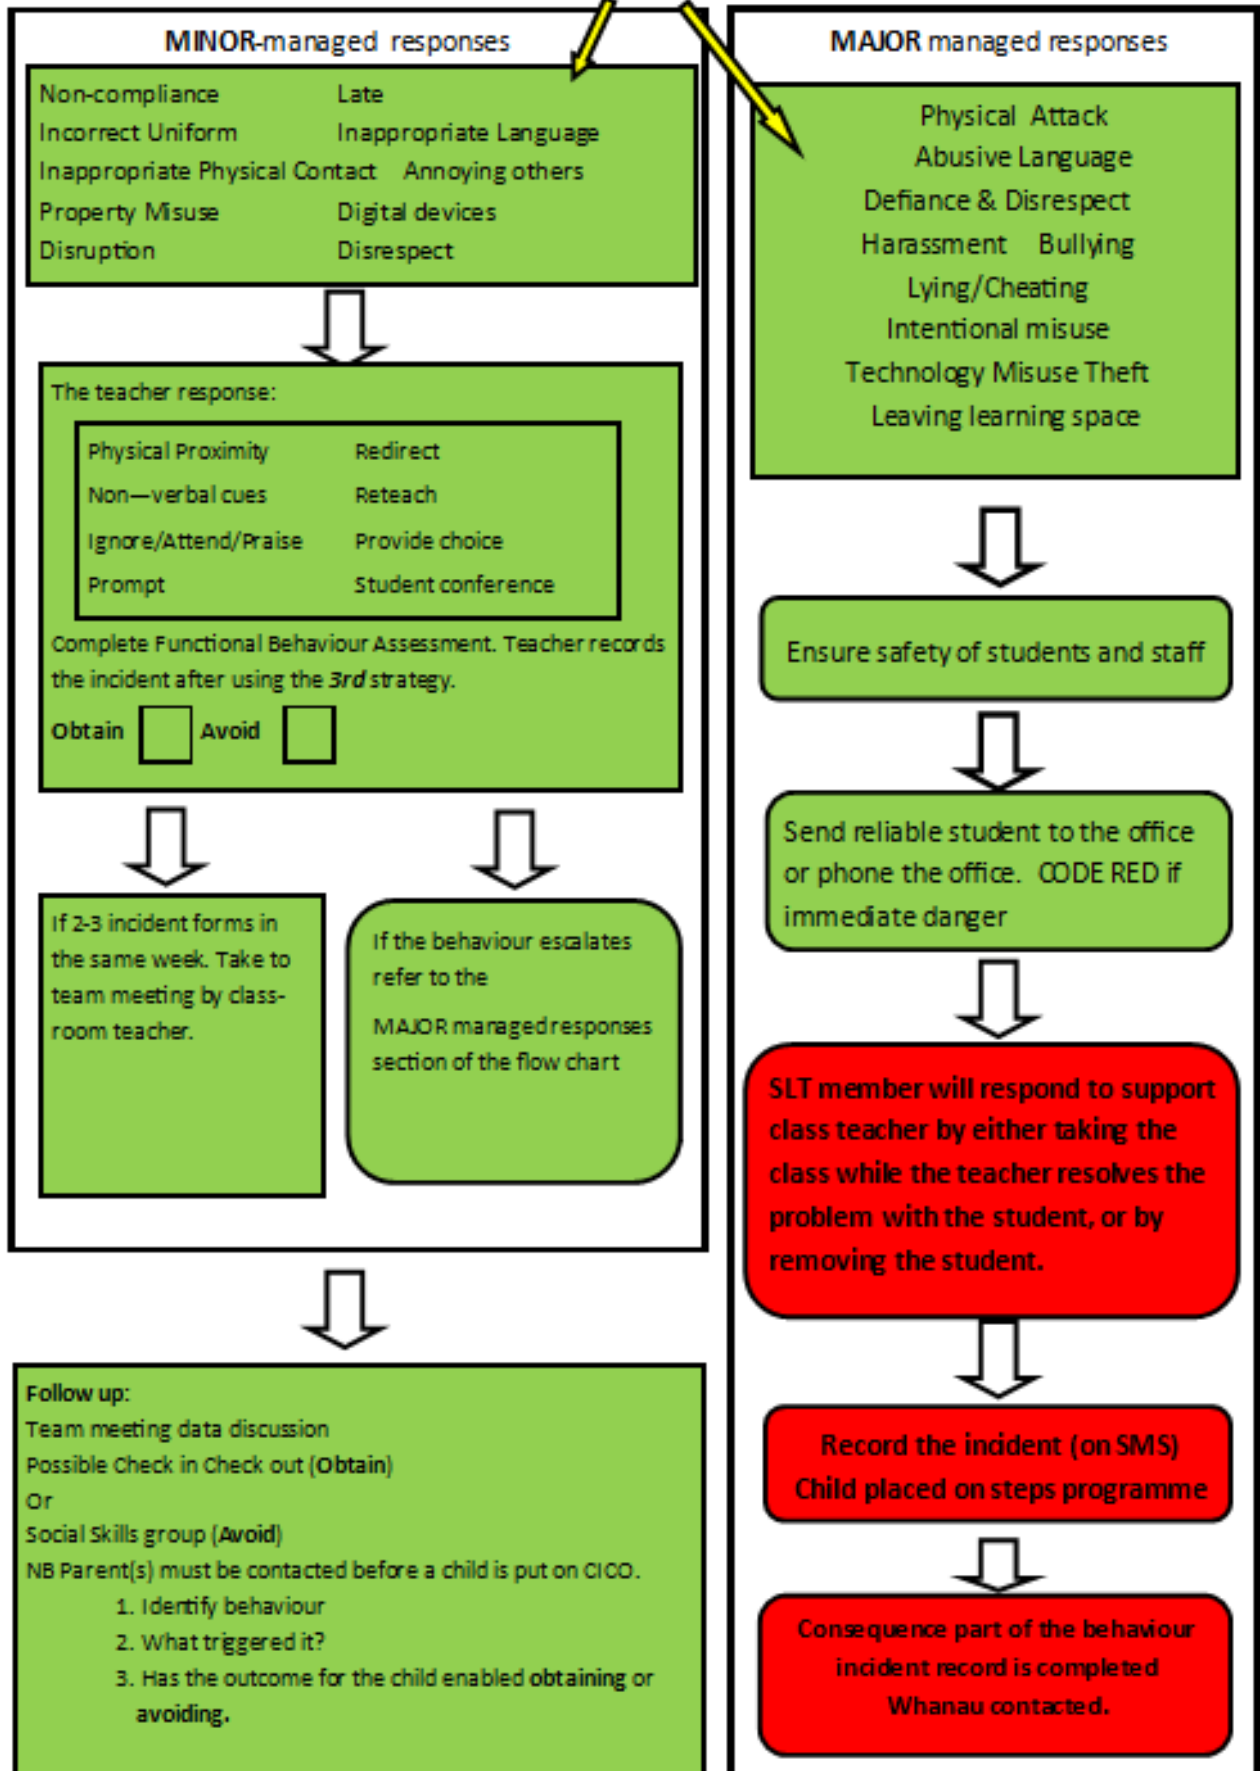 MINOR-managed responses
Non-compliance Late
Incorrect Uniform Inappropriate Language
Inappropriate Physical Contact Annoying others
Property Misuse Digital devices
Disruption Disrespect
The teacher response:
Physical Proximity Redirect
Non—verbal cues Reteach
Ignore/Attend/Praise Provide choice
Prompt Student conference
Complete Functional Behaviour Assessment. Teacher records
the incident after using the 3rd strategy.
Obtain Avoid
If 2-3 incident forms in
the same week. Take to
team meeting by class-
room teacher.
If the behaviour escalates
refer to the
MAJOR managed responses
section of the flow chart
Follow up:
Team meeting data discussion
Possible Check in Check out (Obtain)
Or
Social Skills group (Avoid)
NB Parent(s) must be contacted before a child is put on CICO.
1. Identify behaviour
2. What triggered it?
3. Has the outcome for the child enabled obtaining or
avoiding.
MAJOR managed responses
Physical Attack
Abusive Language
Defiance & Disrespect
Harassment Bullying
Lying/Cheating
Intentional misuse
Technology Misuse Theft
Leaving learning space
Ensure safety of students and staff
Send reliable student to the office
or phone the office. CODE RED if
immediate danger
SLT member will respond to support
class teacher by either taking the
class while the teacher resolves the
problem with the student, or by
removing the student.
Record the incident (on SMS)
Child placed on steps programme
Consequence part of the behaviour
incident record is completed
Whanau contacted.